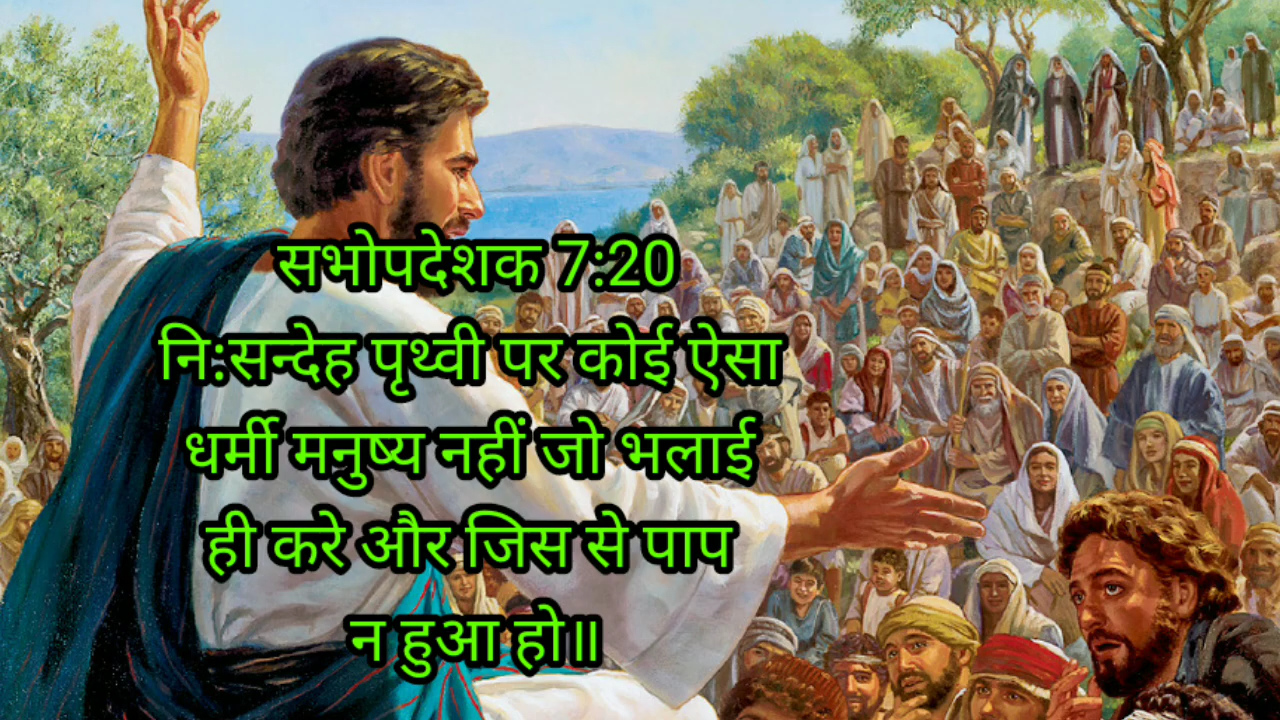 सभोपदेशक 7:20
नि:सन्देह पृथ्वी पर कोई ऐसा
धर्मी मनुष्य नहीं जो भलाई
ही करे और जिस से पाप
न हुआ हो॥